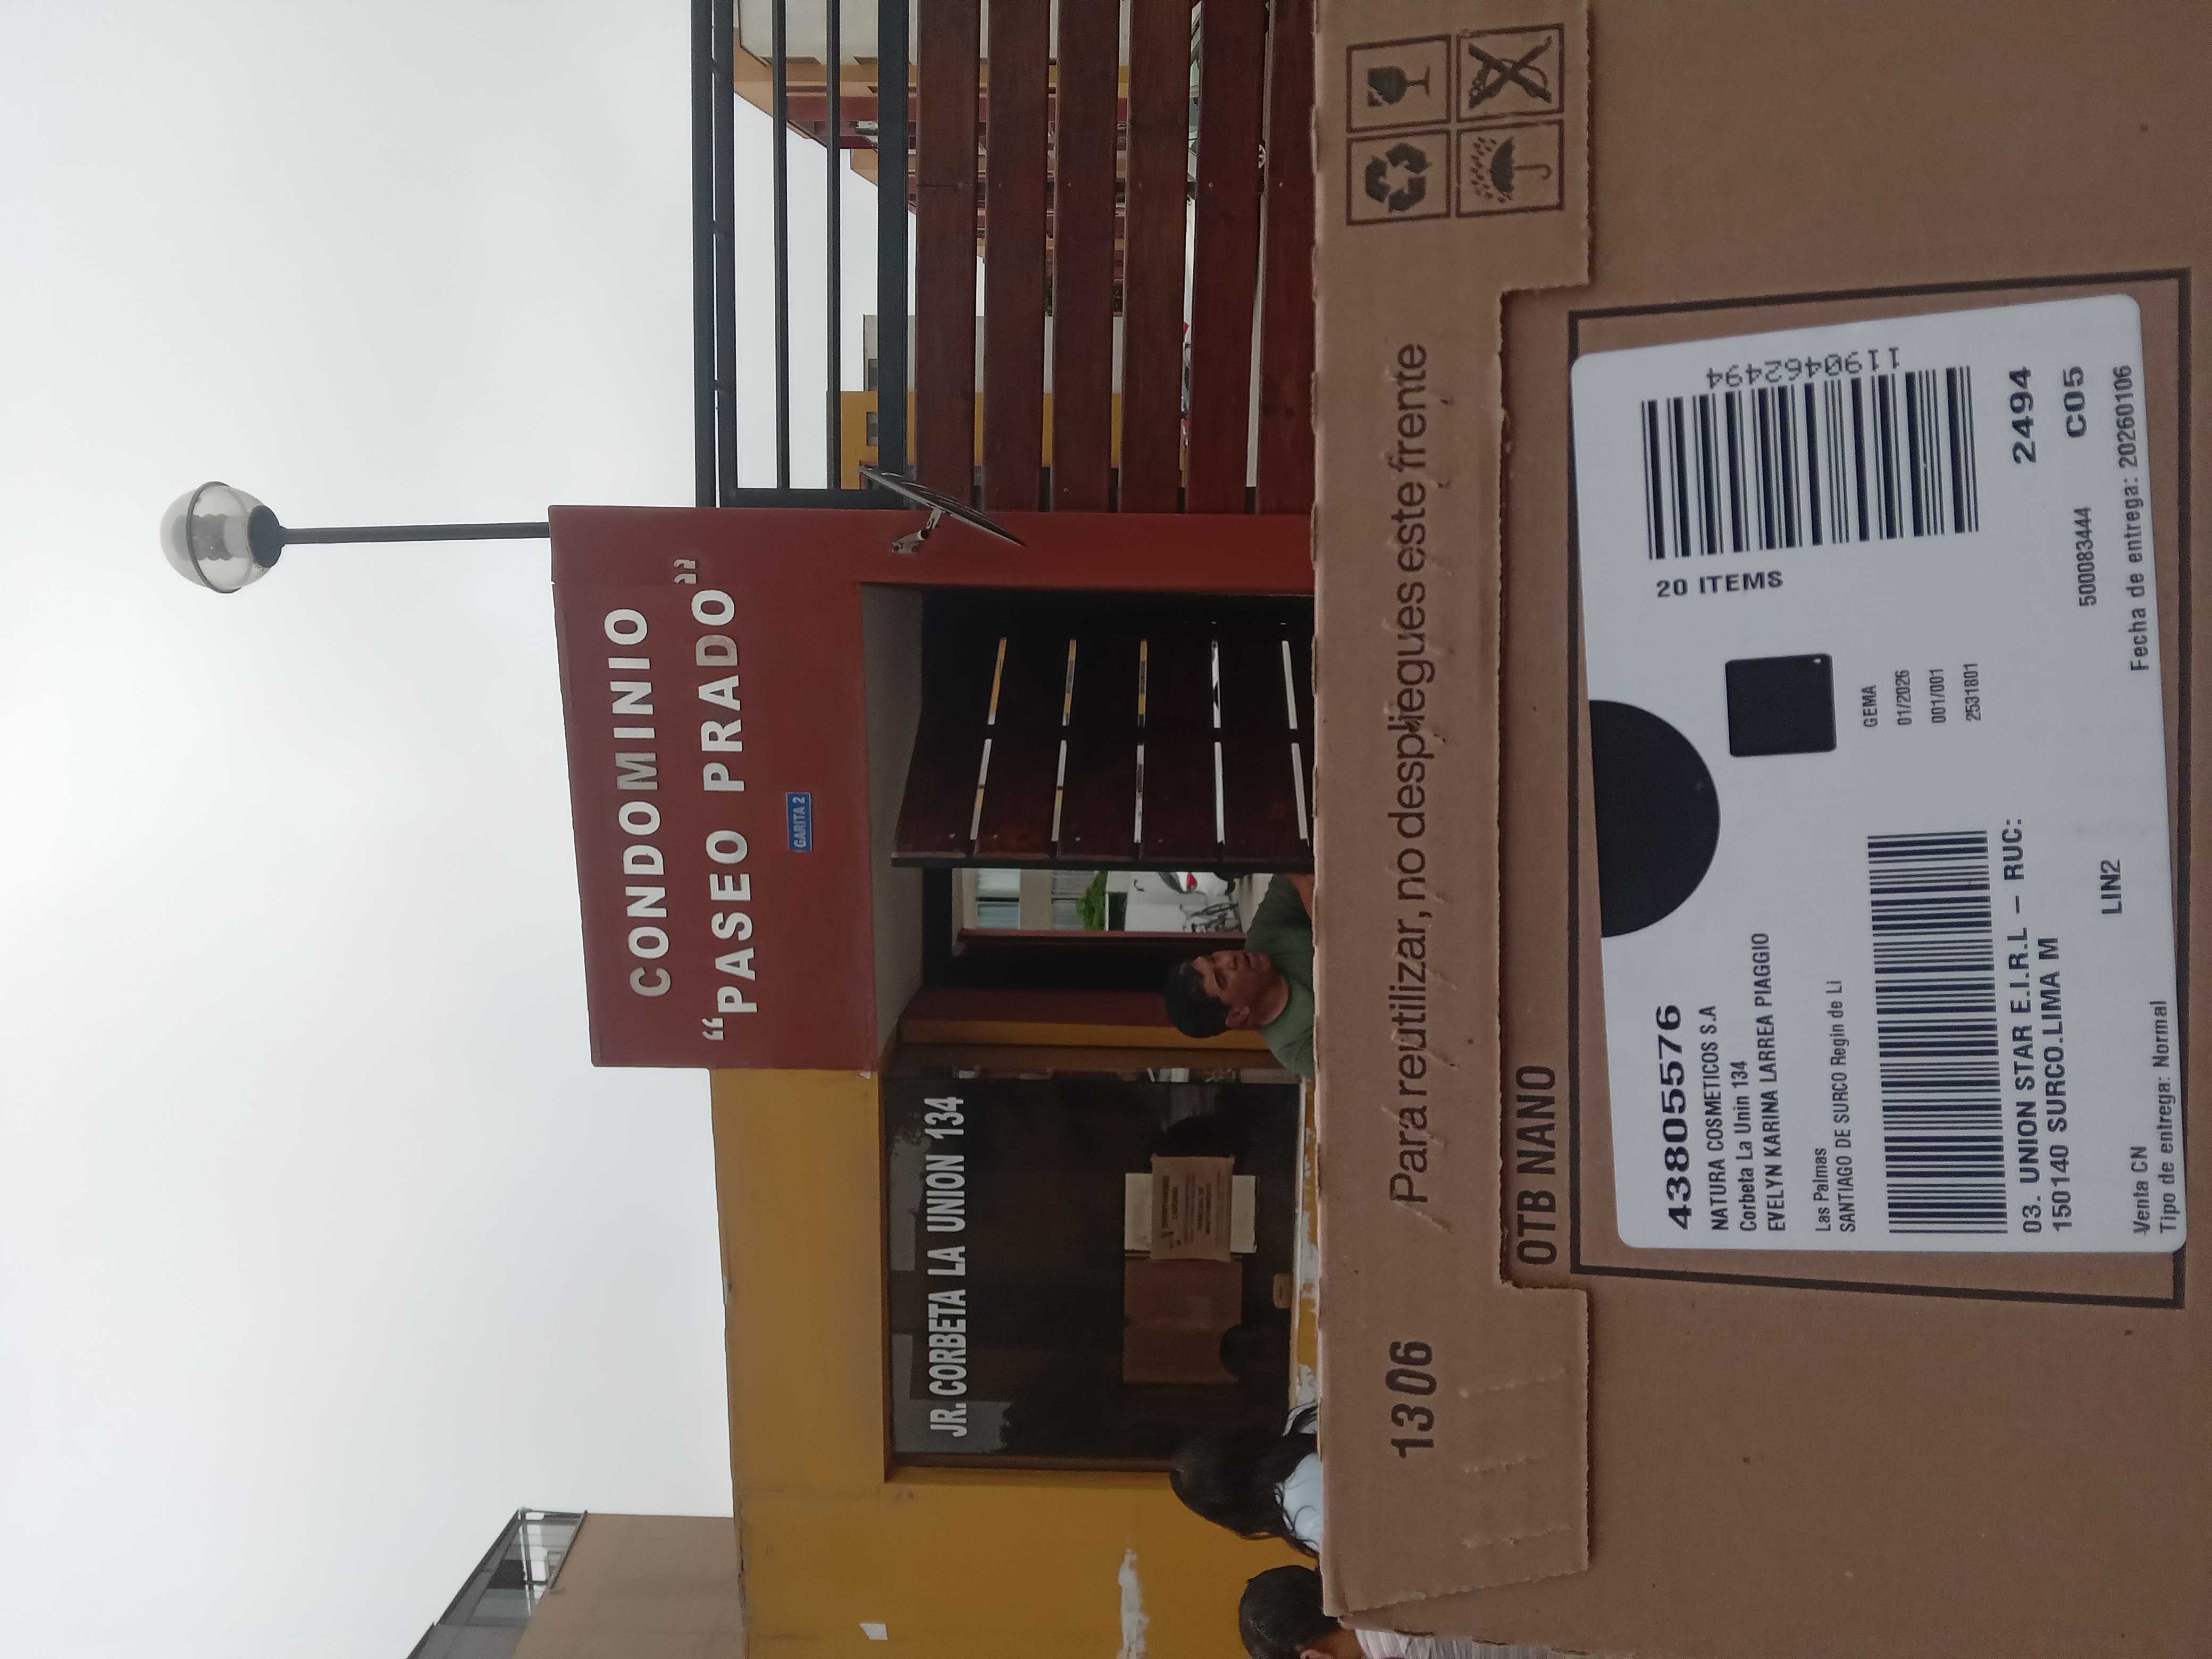 CONDOMINIO
“PASEO PRADO”
GARITA 2
JR. CORBETA LA UNION 134
1306 Para reutilizar, no despliegues este frente
OTB NANO
43805576
NATURA COSMETICOS S.A
Corbeta La Unin 134
EVELYN KARINA LARREA PIAGGIO
Las Palmas
SANTIAGO DE SURCO Regin de Li
20 ITEMS
1190462494
GEMA
01/2026
001/001
2531801
03. UNION STAR E.I.R.L – RUC:
150140 SURCO.LIMA M
2494
LIN2
500083444
C05
Venta CN
Tipo de entrega: Normal
Fecha de entrega: 20260106